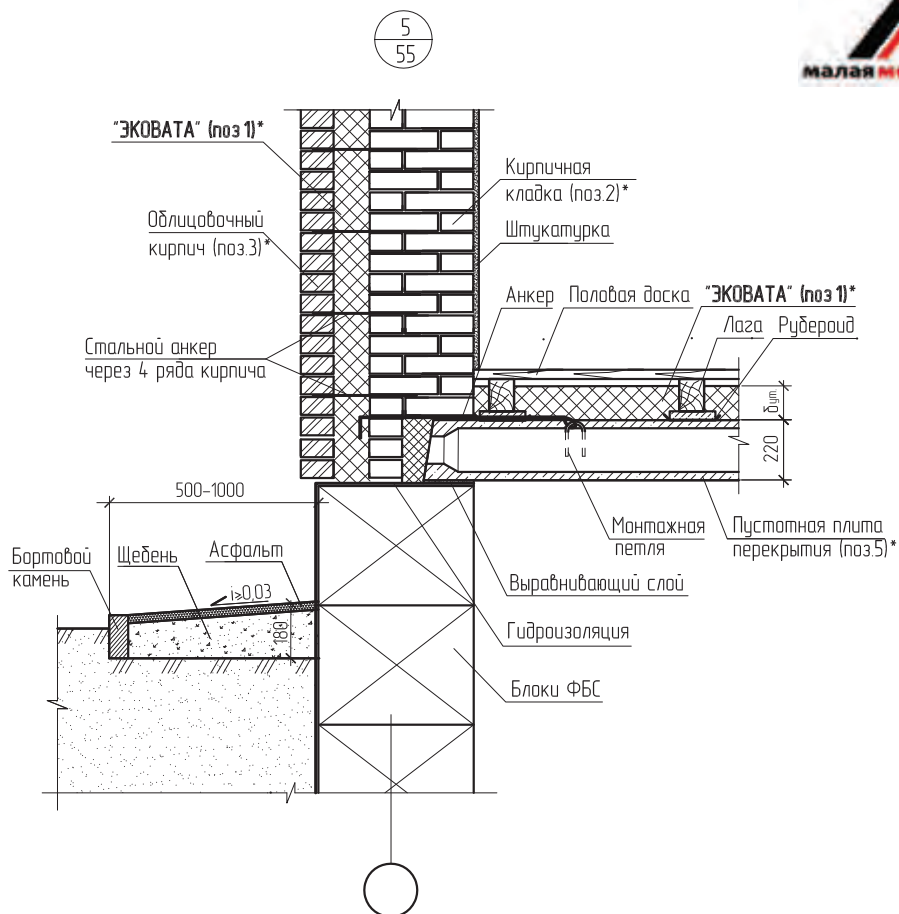 5
55
малая
"ЭКОВАТА" (поз 1)*
Кирпичная
кладка (поз.2)*
Облицовочный
кирпич (поз.3)*
Штукатурка
Анкер
Половая доска
"ЭКОВАТА" (поз 1)*
Лага
Рубероид
Стальной анкер
через 4 ряда кирпича
δут.
220
500-1000
Бортовой
камень
Щебень
Асфальт
Монтажная
петля
Пустотная плита
перекрытия (поз.5)*
i≥0,03
180
Выравнивающий слой
Гидроизоляция
Блоки ФБС